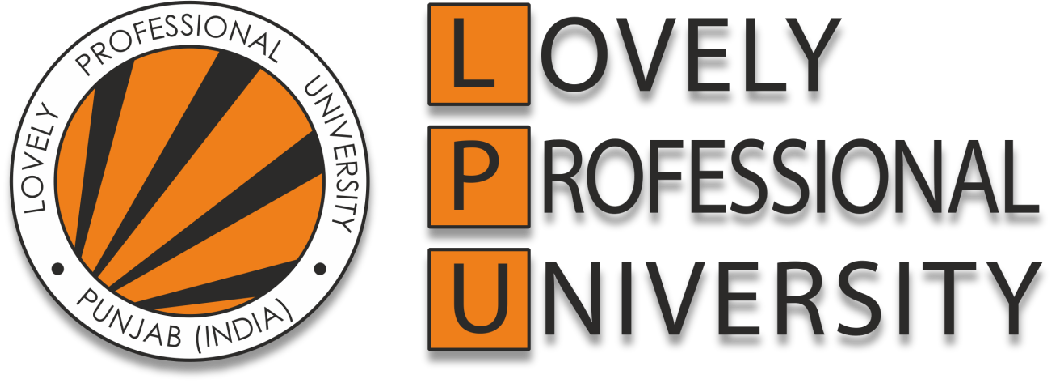 LOVELY PROFESSIONAL UNIVERSITY
• PUNJAB (INDIA) •
LOVELY
PROFESSIONAL
UNIVERSITY